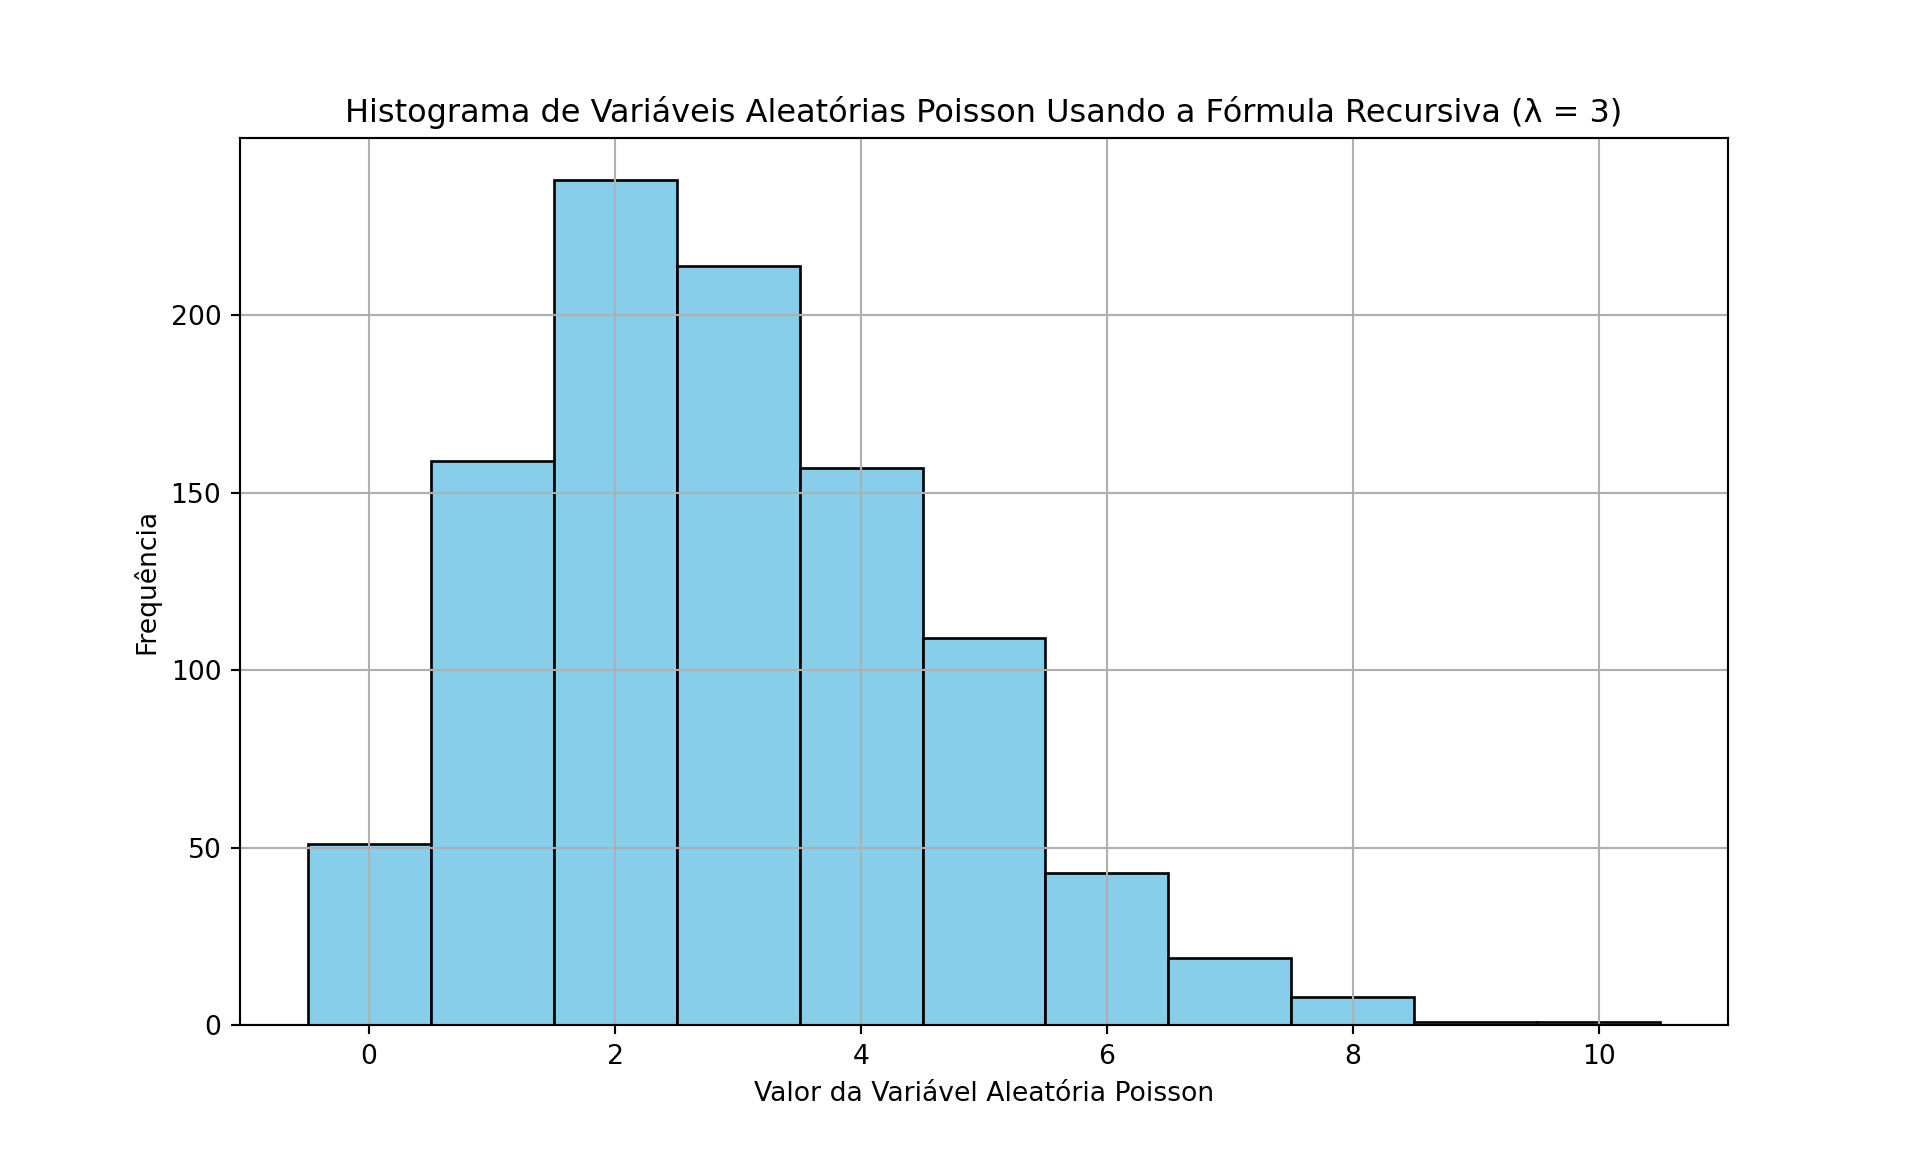 Histograma de Variáveis Aleatórias Poisson Usando a Fórmula Recursiva (λ = 3)
200
150
100
50
0
Frequência
0 2 4 6 8 10
Valor da Variável Aleatória Poisson